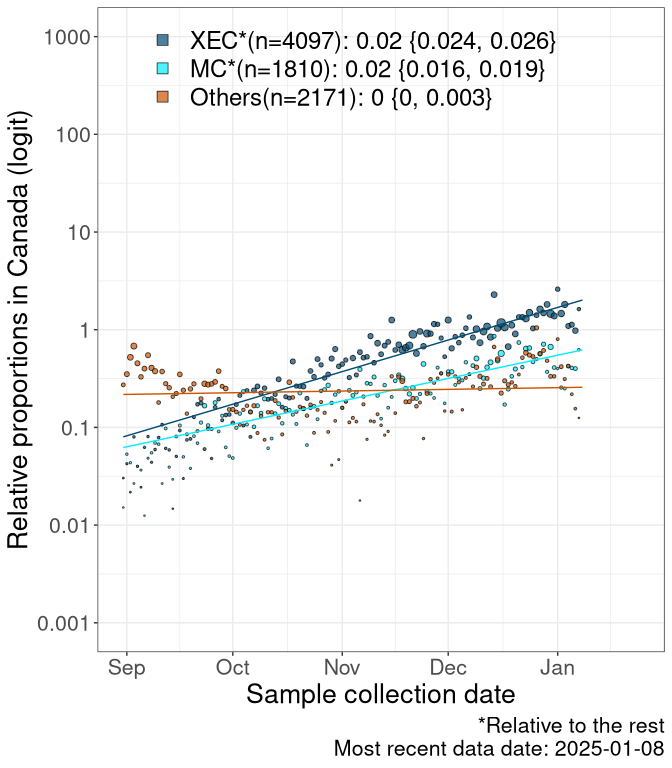 XEC*(n=4097): 0.02 {0.024, 0.026}
MC*(n=1810): 0.02 {0.016, 0.019}
Others(n=2171): 0 {0, 0.003}
Relative proportions in Canada (logit)
1000
100
10
1
0.1
0.01
0.001
Sep Oct Nov Dec Jan
Sample collection date
*Relative to the rest
Most recent data date: 2025-01-08